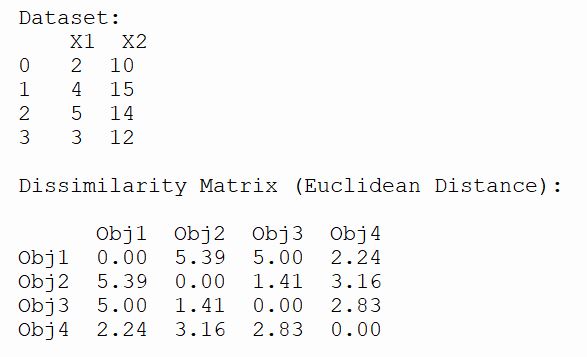 Dataset:
    X1  X2
0   2  10
1   4  15
2   5  14
3   3  12
Dissimilarity Matrix (Euclidean Distance):
      Obj1  Obj2  Obj3  Obj4
Obj1  0.00  5.39  5.00  2.24
Obj2  5.39  0.00  1.41  3.16
Obj3  5.00  1.41  0.00  2.83
Obj4  2.24  3.16  2.83  0.00